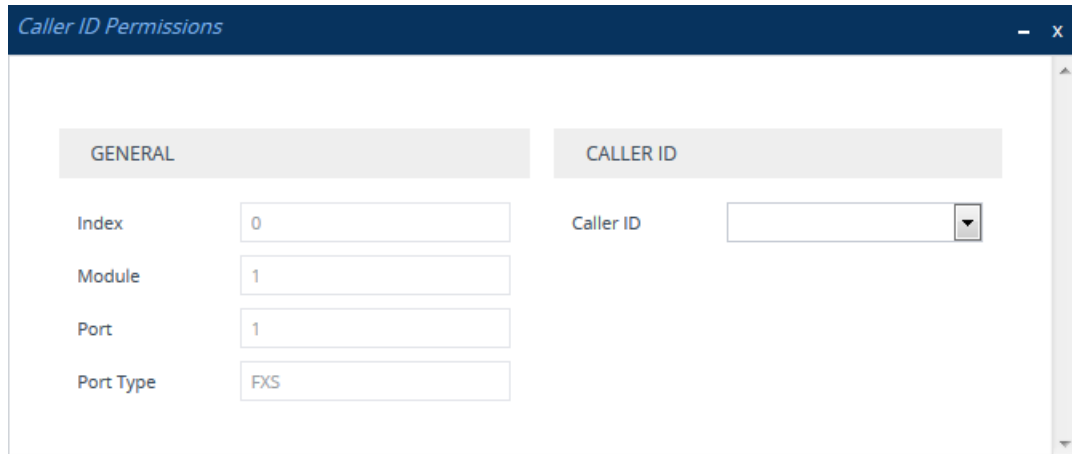 Caller ID Permissions
– x
GENERAL
Index 0
Module 1
Port 1
Port Type FXS
CALLER ID
Caller ID